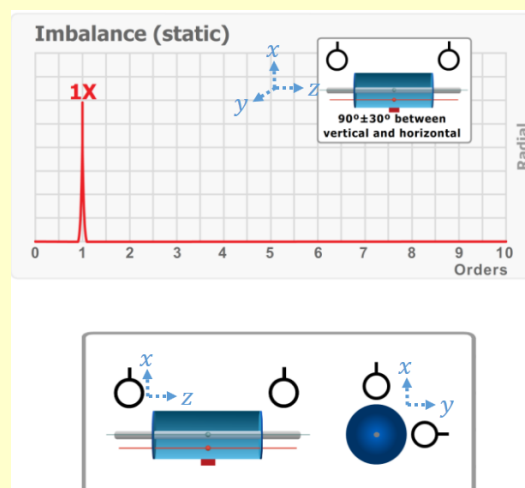 Imbalance (static)
1X
x
y
z
90º±30º between
vertical and horizontal
Radial
0 1 2 3 4 5 6 7 8 9 10
Orders
x
z
x
y